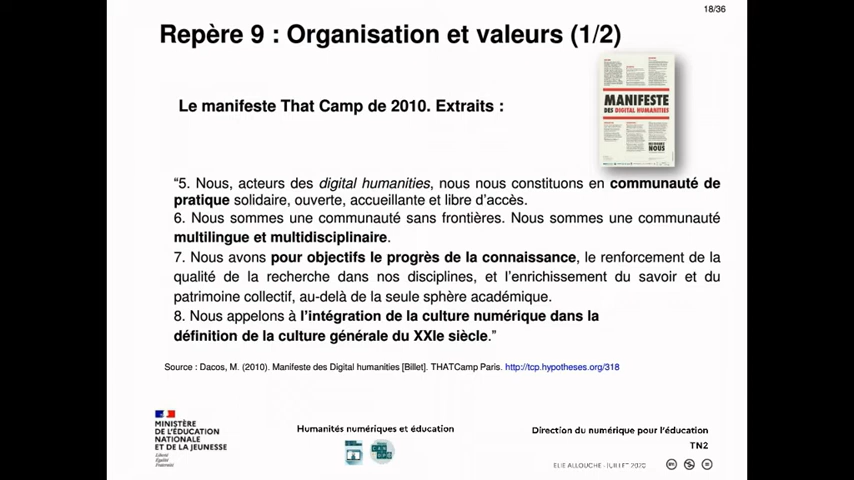 18/36
Repère 9 : Organisation et valeurs (1/2)
Le manifeste That Camp de 2010. Extraits :
MANIFESTE
DES DIGITAL HUMANITIES
“5. Nous, acteurs des digital humanities, nous nous constituons en communauté de
pratique solidaire, ouverte, accueillante et libre d’accès.
6. Nous sommes une communauté sans frontières. Nous sommes une communauté
multilingue et multidisciplinaire.
7. Nous avons pour objectifs le progrès de la connaissance, le renforcement de la
qualité de la recherche dans nos disciplines, et l’enrichissement du savoir et du
patrimoine collectif, au-delà de la seule sphère académique.
8. Nous appelons à l’intégration de la culture numérique dans la
définition de la culture générale du XXIe siècle.”
Source : Dacos, M. (2010). Manifeste des Digital humanities [Billet]. THATCamp Paris. http://tcp.hypotheses.org/318
MINISTÈRE
DE L’ÉDUCATION
NATIONALE
ET DE LA JEUNESSE
Liberté
Égalité
Fraternité
Humanités numériques et éducation
Direction du numérique pour l’éducation
TN2
ELIE ALLOUCHE - JUILLET 2020